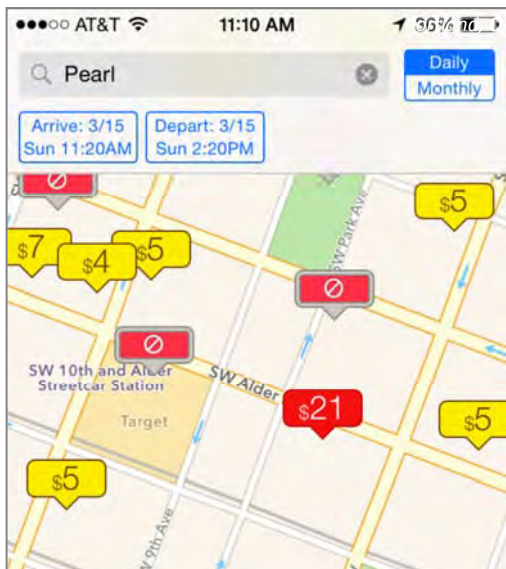 AT&T
11:10 AM
Pearl
Daily
Monthly
Arrive: 3/15
Sun 11:20AM
Depart: 3/15
Sun 2:20PM
$5
$7
$4
$5
SW Park Ave
SW 10th and Alder
Streetcar Station
SW Alder
$21
Target
$5
$5
9th Ave